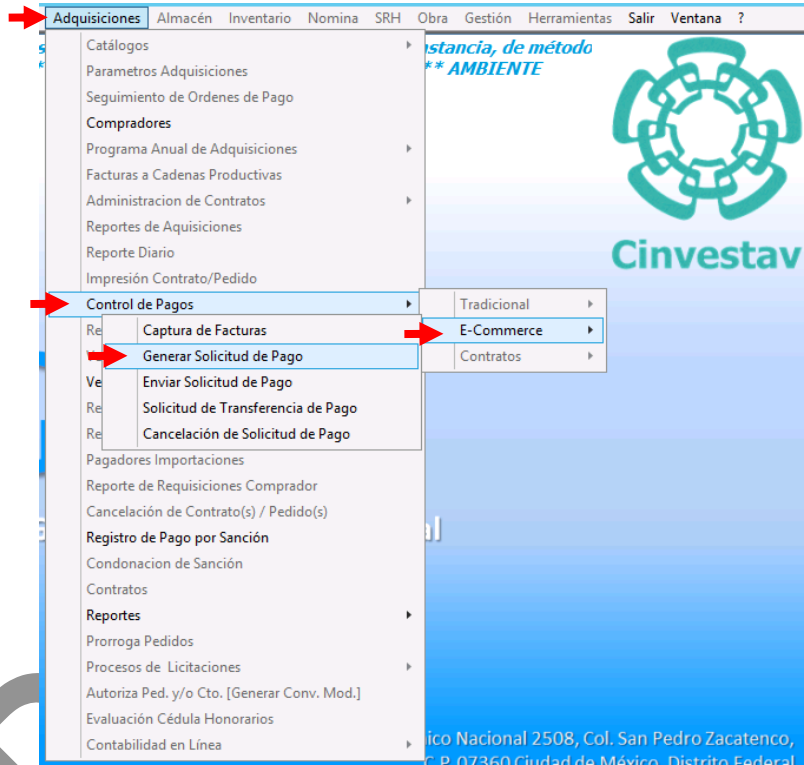 Adquisiciones Almacén Inventario Nomina SRH Obra Gestión Herramientas Salir Ventana ?
stancia, de método
** AMBIENTE
Cinvestav
Catálogos
Parametros Adquisiciones
Seguimiento de Ordenes de Pago
Compradores
Programa Anual de Adquisiciones
Facturas a Cadenas Productivas
Administracion de Contratos
Reportes de Aquisiciones
Reporte Diario
Impresión Contrato/Pedido
Control de Pagos
Tradicional
E-Commerce
Contratos
Captura de Facturas
Generar Solicitud de Pago
Enviar Solicitud de Pago
Solicitud de Transferencia de Pago
Cancelación de Solicitud de Pago
Re
Ve
Re
Re
Pagadores Importaciones
Reporte de Requisiciones Comprador
Cancelación de Contrato(s) / Pedido(s)
Registro de Pago por Sanción
Condonacion de Sanción
Contratos
Reportes
Prorroga Pedidos
Procesos de Licitaciones
Autoriza Ped. y/o Cto. [Generar Conv. Mod.]
Evaluación Cédula Honorarios
Contabilidad en Línea
ico Nacional 2508, Col. San Pedro Zacatenco,
C.P. 07360 Ciudad de México, Distrito Federal